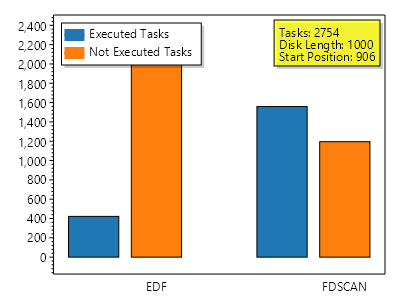 2,400
2,200
2,000
1,800
1,600
1,400
1,200
1,000
800
600
400
200
0
Executed Tasks
Not Executed Tasks
Tasks: 2754
Disk Length: 1000
Start Position: 906
EDF
FDSCAN